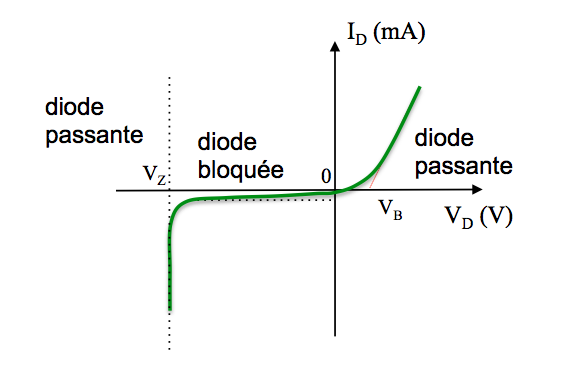 I_D (mA)
diode
passante
diode
bloquée
diode
passante
V_Z
0
V_B
V_D (V)